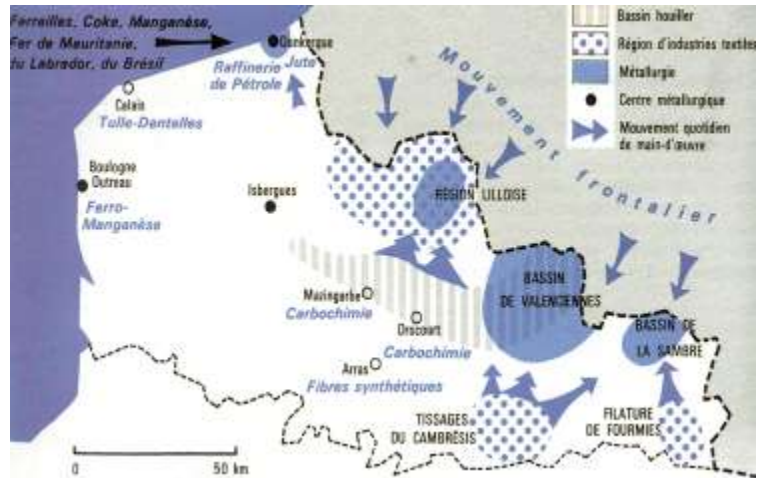 Ferrailles, Coke, Manganèse,
Fer de Mauritanie,
du Labrador, du Brésil
Dunkerque
Jute
Raffinerie
de Pétrole
Calais
Tulle-Dentelles
Boulogne
Outreau
Ferro-
Manganèse
Isbergues
Bassin houiller
Région d'industries textiles
Métallurgie
Centre métallurgique
Mouvement quotidien
de main-d'œuvre
Mouvement frontalier
RÉGION LILLOISE
BASSIN
DE VALENCIENNES
BASSIN DE
LA SAMBRE
Mazingarbe
Carbochimie
Drocourt
Carbochimie
Arras
Fibres synthétiques
TISSAGES
DU CAMBRÉSIS
FILATURE
DE FOURMIES
0 50 km